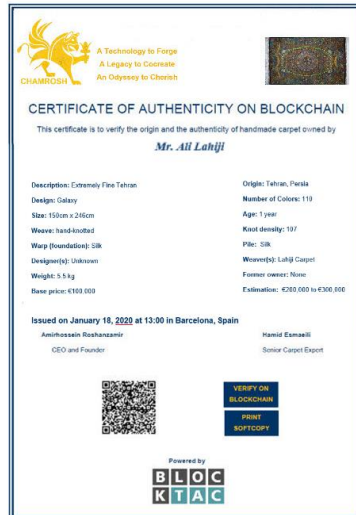 CHAMROSH
A Technology to Forge
A Legacy to Cocreate
An Odyssey to Cherish
CERTIFICATE OF AUTHENTICITY ON BLOCKCHAIN
This certificate is to verify the origin and the authenticity of handmade carpet owned by
Mr. Ali Lahiji
Description: Extremely Fine Tehran
Design: Galaxy
Size: 150cm x 246cm
Weave: hand-knotted
Warp (foundation): Silk
Designer(s): Unknown
Weight: 5.5 kg
Base price: €100.000
Origin: Tehran, Persia
Number of Colors: 110
Age: 1 year
Knot density: 107
Pile: Silk
Weaver(s): Lahiji Carpet
Former owner: None
Estimation: €200,000 to €300,000
Issued on January 18, 2020 at 13:00 in Barcelona, Spain
Amirhossein Roshanzamir
CEO and Founder
Hamid Esmaeili
Senior Carpet Expert
VERIFY ON
BLOCKCHAIN
PRINT
SOFTCOPY
Powered by
BLOC
KTAC